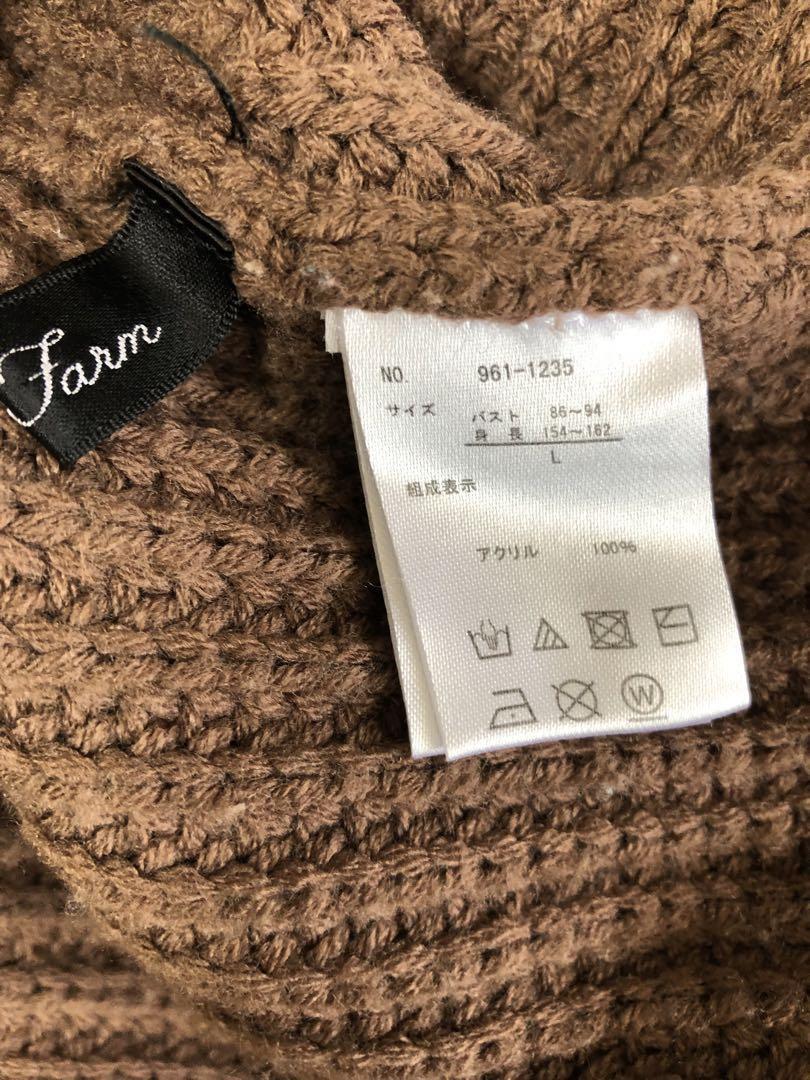 Farm
NO. 961-1235
サイズ バスト 86～94
身長 154～162
L
組成表示
アクリル 100%
W